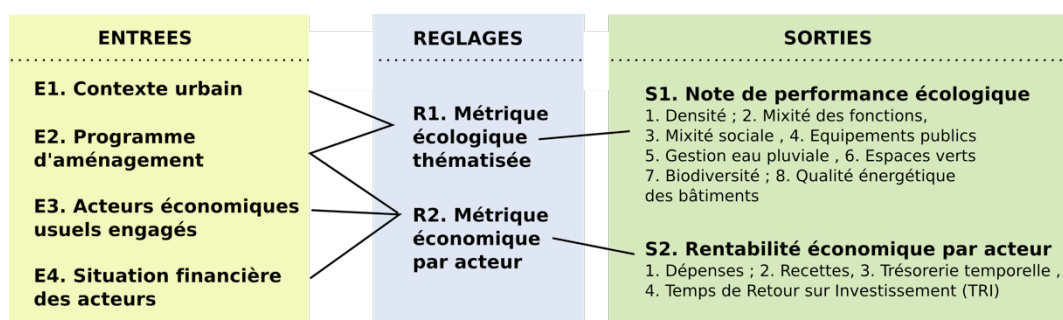 ENTREES
E1. Contexte urbain
E2. Programme
d'aménagement
E3. Acteurs économiques
usuels engagés
E4. Situation financière
des acteurs
REGLAGES
R1. Métrique
écologique
thématisée
R2. Métrique
économique
par acteur
SORTIES
S1. Note de performance écologique
1. Densité ; 2. Mixité des fonctions,
3. Mixité sociale , 4. Equipements publics
5. Gestion eau pluviale , 6. Espaces verts
7. Biodiversité ; 8. Qualité énergétique
des bâtiments
S2. Rentabilité économique par acteur
1. Dépenses ; 2. Recettes, 3. Trésorerie temporelle ,
4. Temps de Retour sur Investissement (TRI)